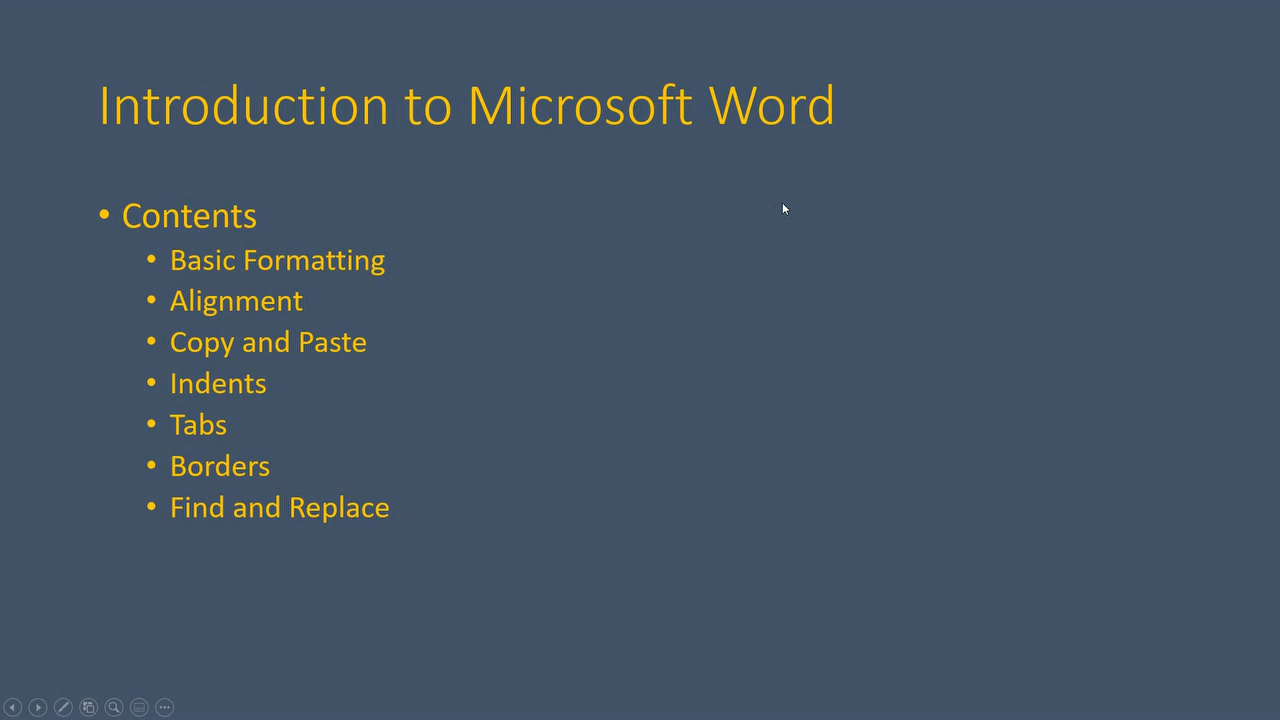 Introduction to Microsoft Word
• Contents
• Basic Formatting
• Alignment
• Copy and Paste
• Indents
• Tabs
• Borders
• Find and Replace